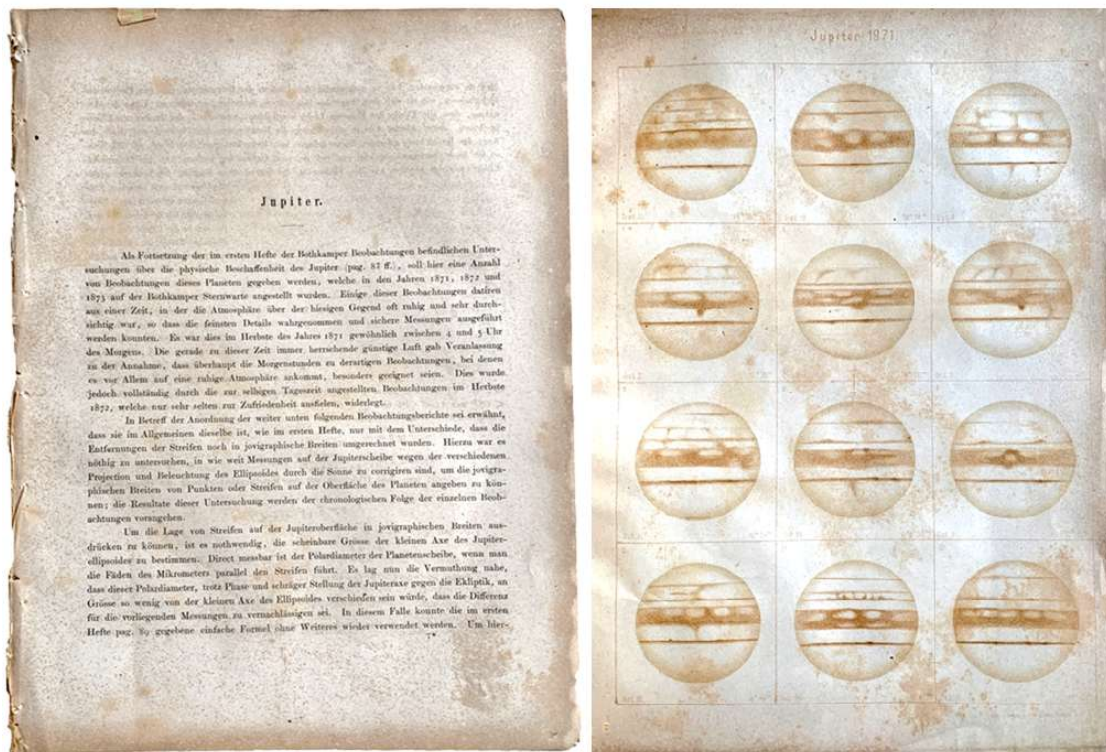 Jupiter.
Als Fortsetzung der im ersten Hefte der Bothkamper Beobachtungen befindlichen Unter-
suchungen über die physische Beschaffenheit des Jupiter (pag. 83 ff.), soll hier eine Anzahl
von Beobachtungen dieses Planeten gegeben werden, welche in den Jahren 1871, 1872 und
1873 auf der Bothkamper Sternwarte angestellt wurden. Einige dieser Beobachtungen datiren
aus einer Zeit, in der die Atmosphäre über der hiesigen Gegend oft ruhig und sehr durch-
sichtig war, so dass die feinsten Details wahrgenommen und sichere Messungen ausgeführt
werden konnten. Es war dies im Herbste des Jahres 1871 gewöhnlich zwischen 4 und 5 Uhr
des Morgens. Die gerade zu dieser Zeit immer herrschende günstige Luft gab Veranlassung
zu der Annahme, dass überhaupt die Morgenstunden zu derartigen Beobachtungen, bei denen
es vor Allem auf eine ruhige Atmosphäre ankommt, besonders geeignet seien. Dies wurde
jedoch vollständig durch die zur selbigen Tageszeit angestellten Beobachtungen im Herbste
1872, welche nur sehr selten zur Zufriedenheit ausfielen, widerlegt.
In Betreff der Anordnung der weiter unten folgenden Beobachtungsberichte sei erwähnt,
dass sie im Allgemeinen dieselbe ist, wie im ersten Hefte, nur mit dem Unterschiede, dass die
Entfernungen der Streifen noch in jovigraphische Breiten umgerechnet wurden. Hierzu war es
nöthig zu untersuchen, in wie weit Messungen auf der Jupiterscheibe wegen der verschiedenen
Projection und Beleuchtung des Ellipsoides durch die Sonne zu corrigiren sind, um die jovigra-
phischen Breiten von Punkten oder Streifen auf der Oberfläche des Planeten angeben zu kön-
nen; die Resultate dieser Untersuchung werden der chronologischen Folge der einzelnen Beob-
achtungen vorangehen.
Um die Lage von Streifen auf der Jupiteroberfläche in jovigraphischen Breiten aus-
drücken zu können, ist es nothwendig, die scheinbare Grösse der kleinen Axe des Jupiter-
ellipsoides zu bestimmen. Direct messbar ist der Polardiameter der Planetenscheibe, wenn man
die Fäden des Mikrometers parallel den Streifen führt. Es lag nun die Vermuthung nahe,
dass dieser Polardiameter, trotz Phase und schräger Stellung der Jupiteraxe gegen die Ekliptik, an
Grösse so wenig von der kleinen Axe des Ellipsoides verschieden sein würde, dass die Differenz
für die vorliegenden Messungen zu vernachlässigen sei. In diesem Falle konnte die im ersten
Hefte pag. 89 gegebene einfache Formel ohne Weiteres wieder verwendet werden. Um hier-
7*
Jupiter 1871.